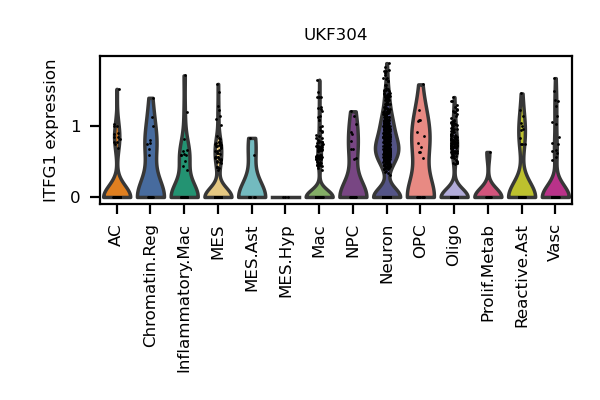 UKF304
ITFG1 expression
1
0
AC
Chromatin.Reg
Inflammatory.Mac
MES
MES.Ast
MES.Hyp
Mac
NPC
Neuron
OPC
Oligo
Prolif.Metab
Reactive.Ast
Vasc